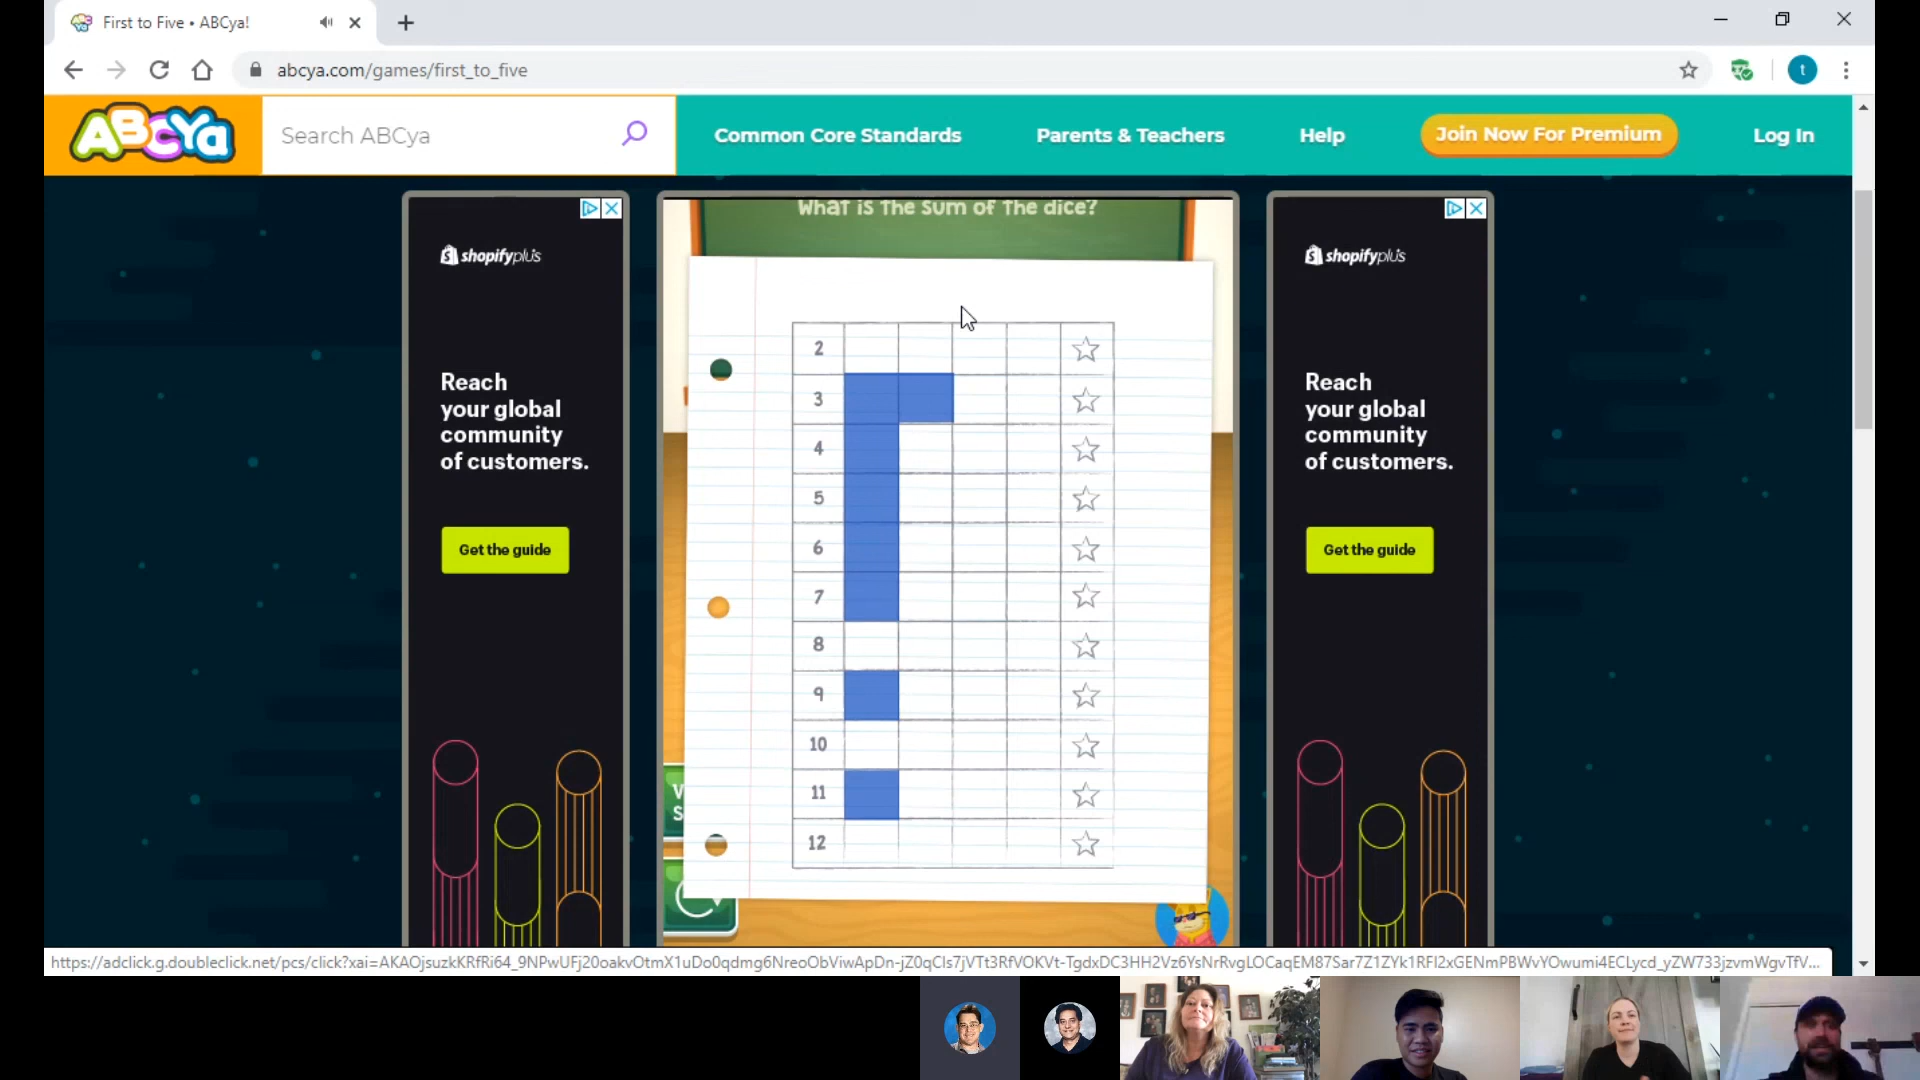 First to Five • ABCya!
abcya.com/games/first_to_five
t
ABCYa
Search ABCya
Common Core Standards
Parents & Teachers
Help
Join Now For Premium
Log In
shopifyplus
Reach
your global
community
of customers.
Get the guide
What is the sum of the dice?
2
3
4
5
6
7
8
9
10
11
12
V
S
shopifyplus
Reach
your global
community
of customers.
Get the guide